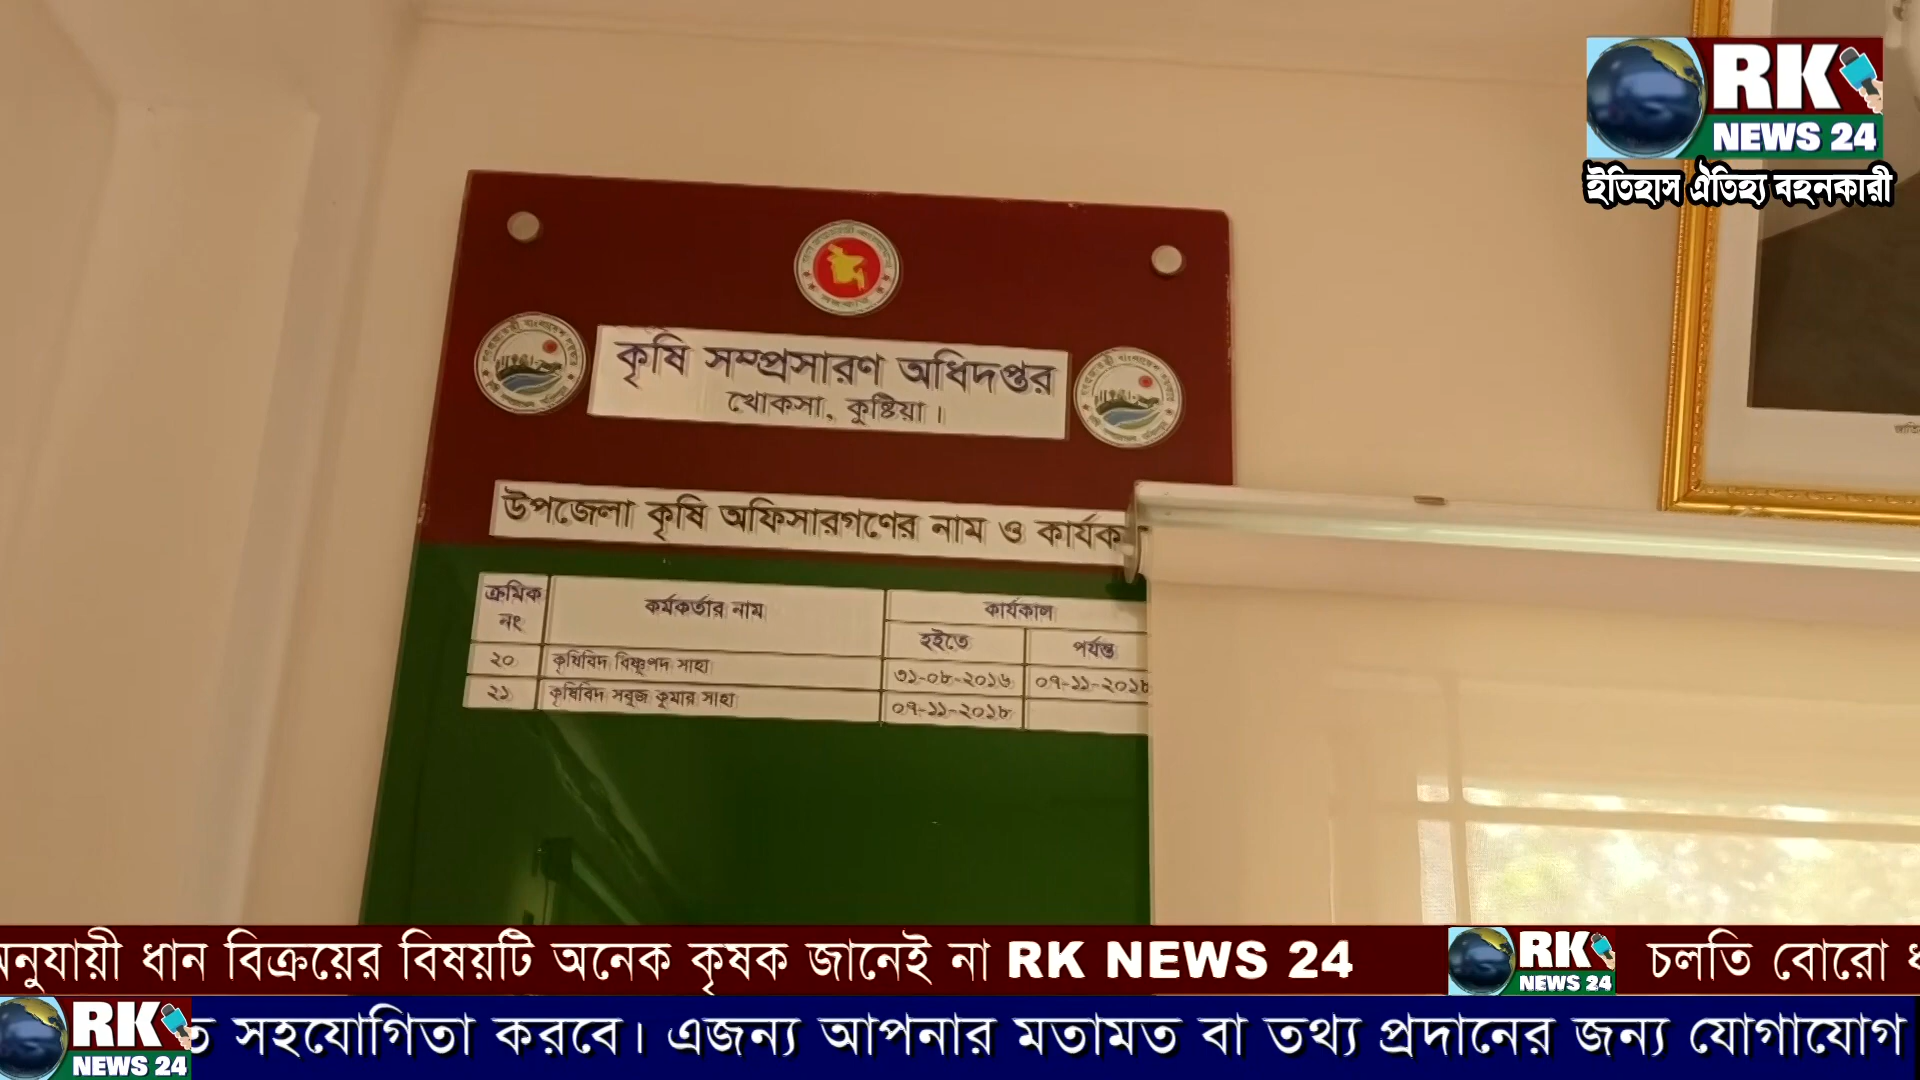 RK
NEWS 24
ইতিহাস ঐতিহ্য বহনকারী
কৃষি সম্প্রসারণ অধিদপ্তর
খোকসা, কুষ্টিয়া।
উপজেলা কৃষি অফিসারগণের নাম ও কার্যক
ক্রমিক নং কর্মকর্তার নাম কার্যকাল
হইতে পর্যন্ত
২০ কৃষিবিদ বিষ্ণুপদ সাহা ৩১-০৮-২০১৬ ০৭-১১-২০১৮
২১ কৃষিবিদ সবুজ কুমার সাহা ০৭-১১-২০১৮
নুযায়ী ধান বিক্রয়ের বিষয়টি অনেক কৃষক জানেই না RK NEWS 24 RK NEWS 24 চলতি বোরো
RK NEWS 24 ত সহযোগিতা করবে। এজন্য আপনার মতামত বা তথ্য প্রদানের জন্য যোগাযোগ